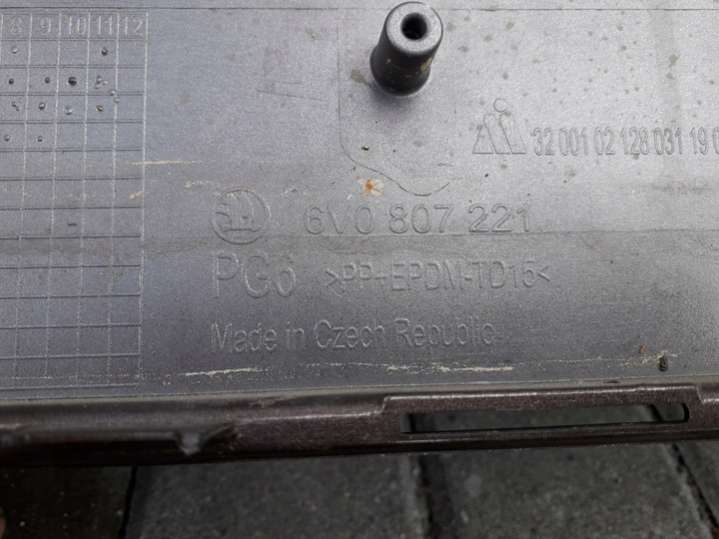 8 9 10 11 12
32 001 02 128 031 19
6V0 807 221
PG6 >PP+EPDM-TD15<
Made in Czech Republic